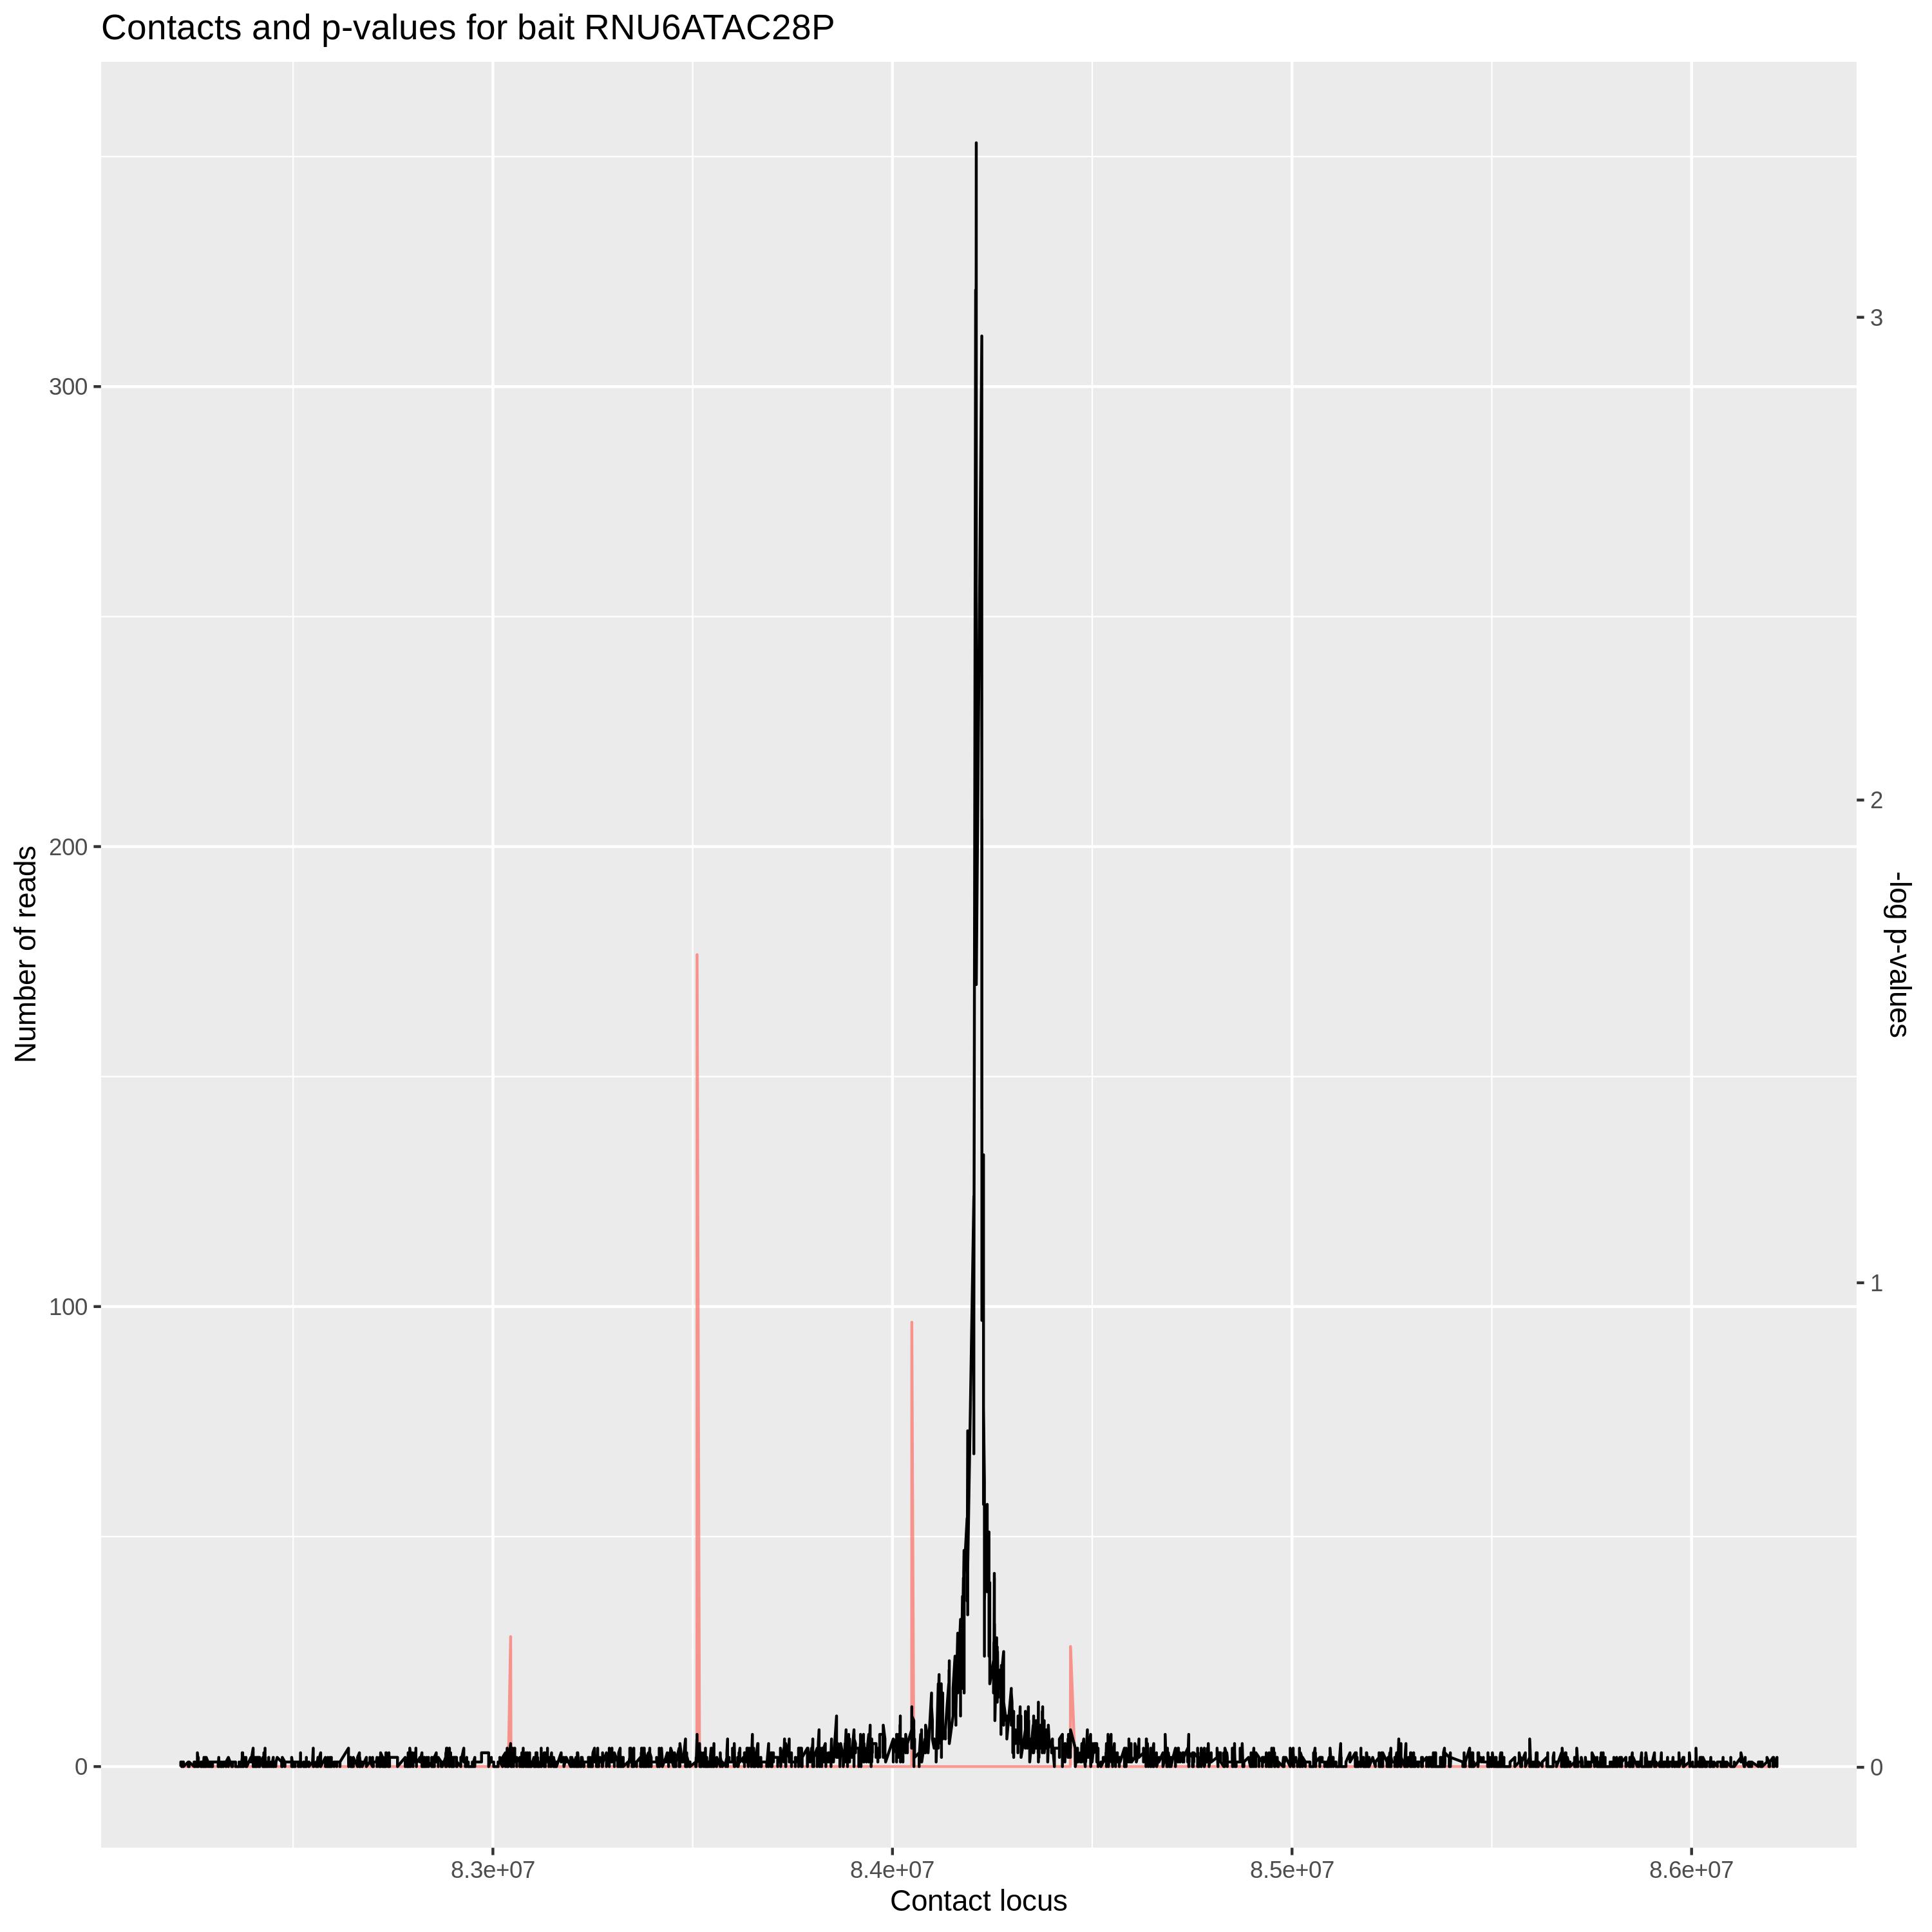 Contacts and p-values for bait RNU6ATAC28P
300
200
100
0
Number of reads
3
2
1
0
-log p-values
8.3e+07 8.4e+07 8.5e+07 8.6e+07
Contact locus